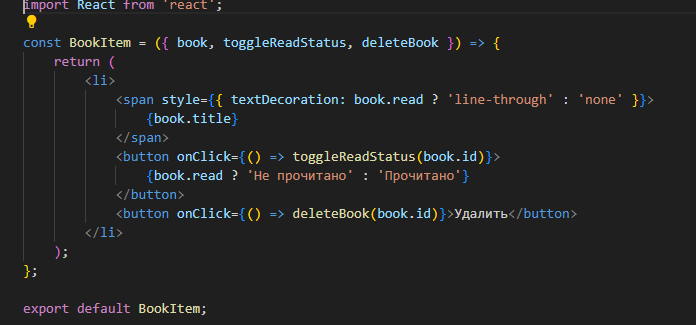 import React from 'react';
const BookItem = ({ book, toggleReadStatus, deleteBook }) => {
    return (
        <li>
            <span style={{ textDecoration: book.read ? 'line-through' : 'none' }}>
                {book.title}
            </span>
            <button onClick={() => toggleReadStatus(book.id)}>
                {book.read ? 'Не прочитано' : 'Прочитано'}
            </button>
            <button onClick={() => deleteBook(book.id)}>Удалить</button>
        </li>
    );
};
export default BookItem;